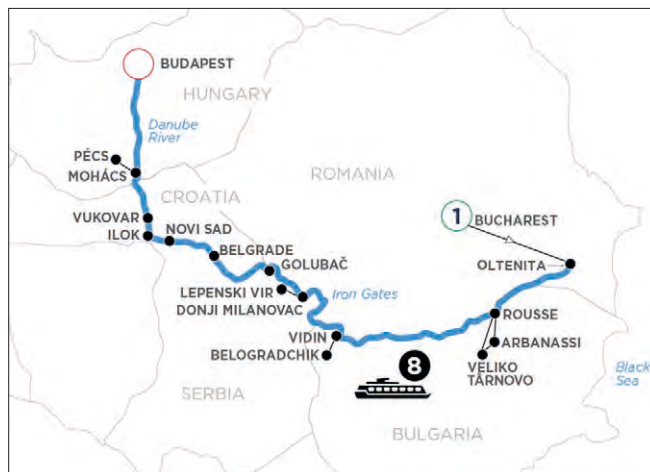 BUDAPEST
HUNGARY
Danube
River
PÉCS
MOHÁCS
ROMANIA
CROATIA
VUKOVAR
ILOK
NOVI SAD
1
BUCHAREST
BELGRADE
GOLUBAČ
OLTENITA
LEPENSKI VIR
DONJI MILANOVAC
Iron Gates
ROUSSE
VIDIN
ARBANASSI
BELOGRADCHIK
8
VELIKO
TÂRNOVO
Black
Sea
SERBIA
BULGARIA